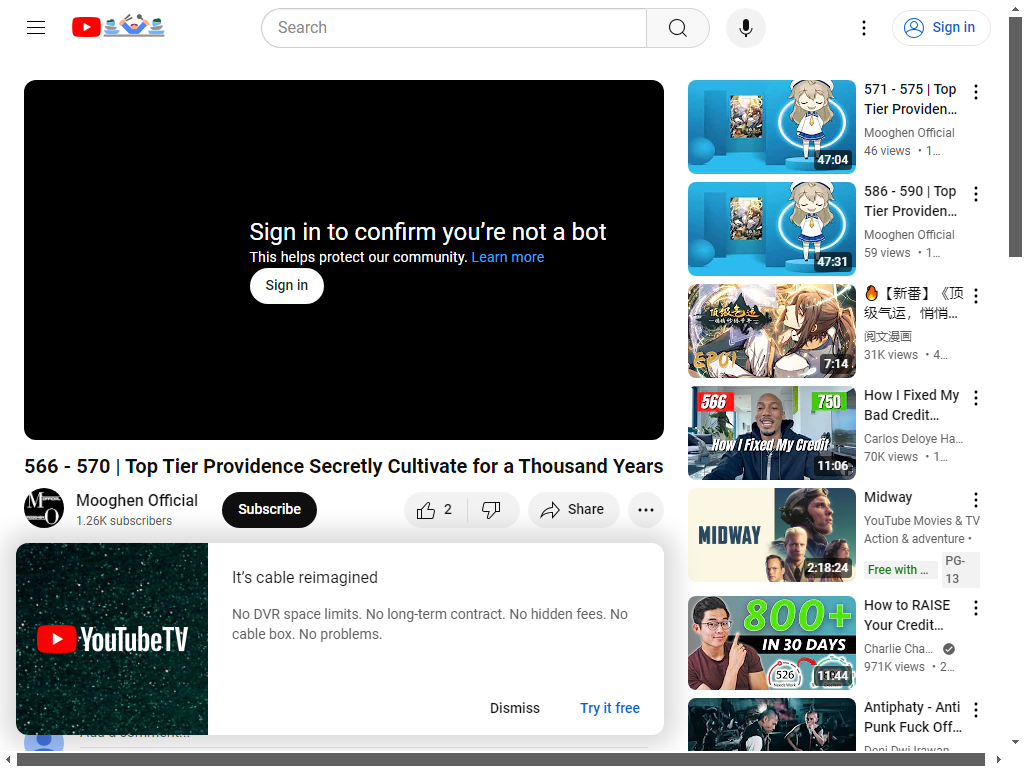 Search
Sign in
Sign in to confirm you’re not a bot
This helps protect our community. Learn more
Sign in
566 - 570 | Top Tier Providence Secretly Cultivate for a Thousand Years
Mooghen Official
1.26K subscribers
Subscribe
2
Share
YouTubeTV
It’s cable reimagined
No DVR space limits. No long-term contract. No hidden fees. No
cable box. No problems.
Dismiss
Try it free
Add a comment...
47:04
571 - 575 | Top
Tier Providen...
Mooghen Official
46 views • 1...
47:31
586 - 590 | Top
Tier Providen...
Mooghen Official
59 views • 1...
顶级气运
EP01
7:14
🔥【新番】《顶
级气运，悄悄...
阅文漫画
31K views • 4...
566
750
How I Fixed My Credit
11:06
How I Fixed My
Bad Credit...
Carlos Deloye Ha...
70K views • 1...
MIDWAY
2:18:24
Midway
YouTube Movies & TV
Action & adventure •
Free with ...
PG-
13
800+
IN 30 DAYS
526
11:44
How to RAISE
Your Credit...
Charlie Cha...
971K views • 2...
Antiphaty - Anti
Punk Fuck Off...
Doni Dwi Irawan